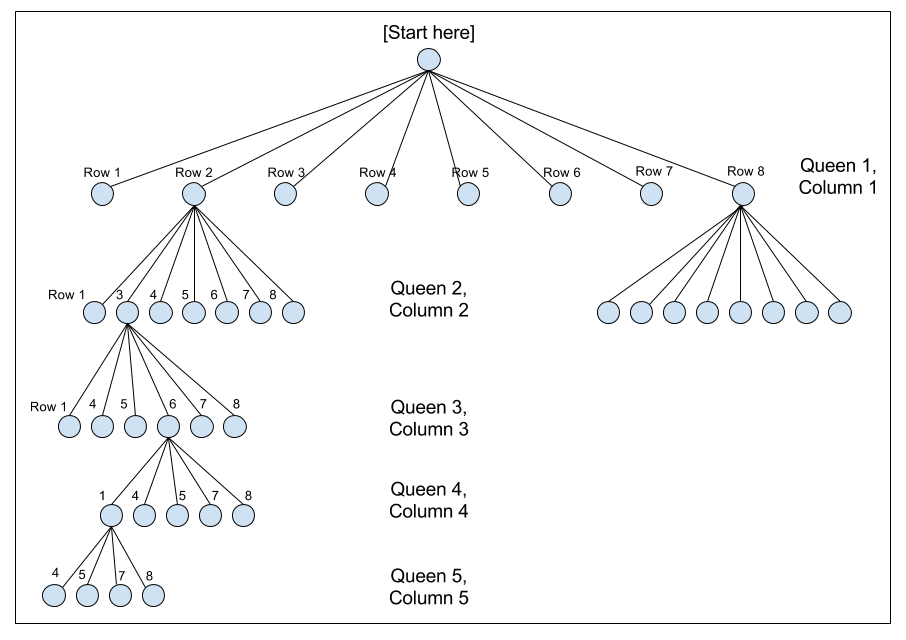 [Start here]
Row 1 Row 2 Row 3 Row 4 Row 5 Row 6 Row 7 Row 8
Queen 1,
Column 1
Row 1 3 4 5 6 7 8
Queen 2,
Column 2
Row 1 4 5 6 7 8
Queen 3,
Column 3
1 4 5 7 8
Queen 4,
Column 4
4 5 7 8
Queen 5,
Column 5